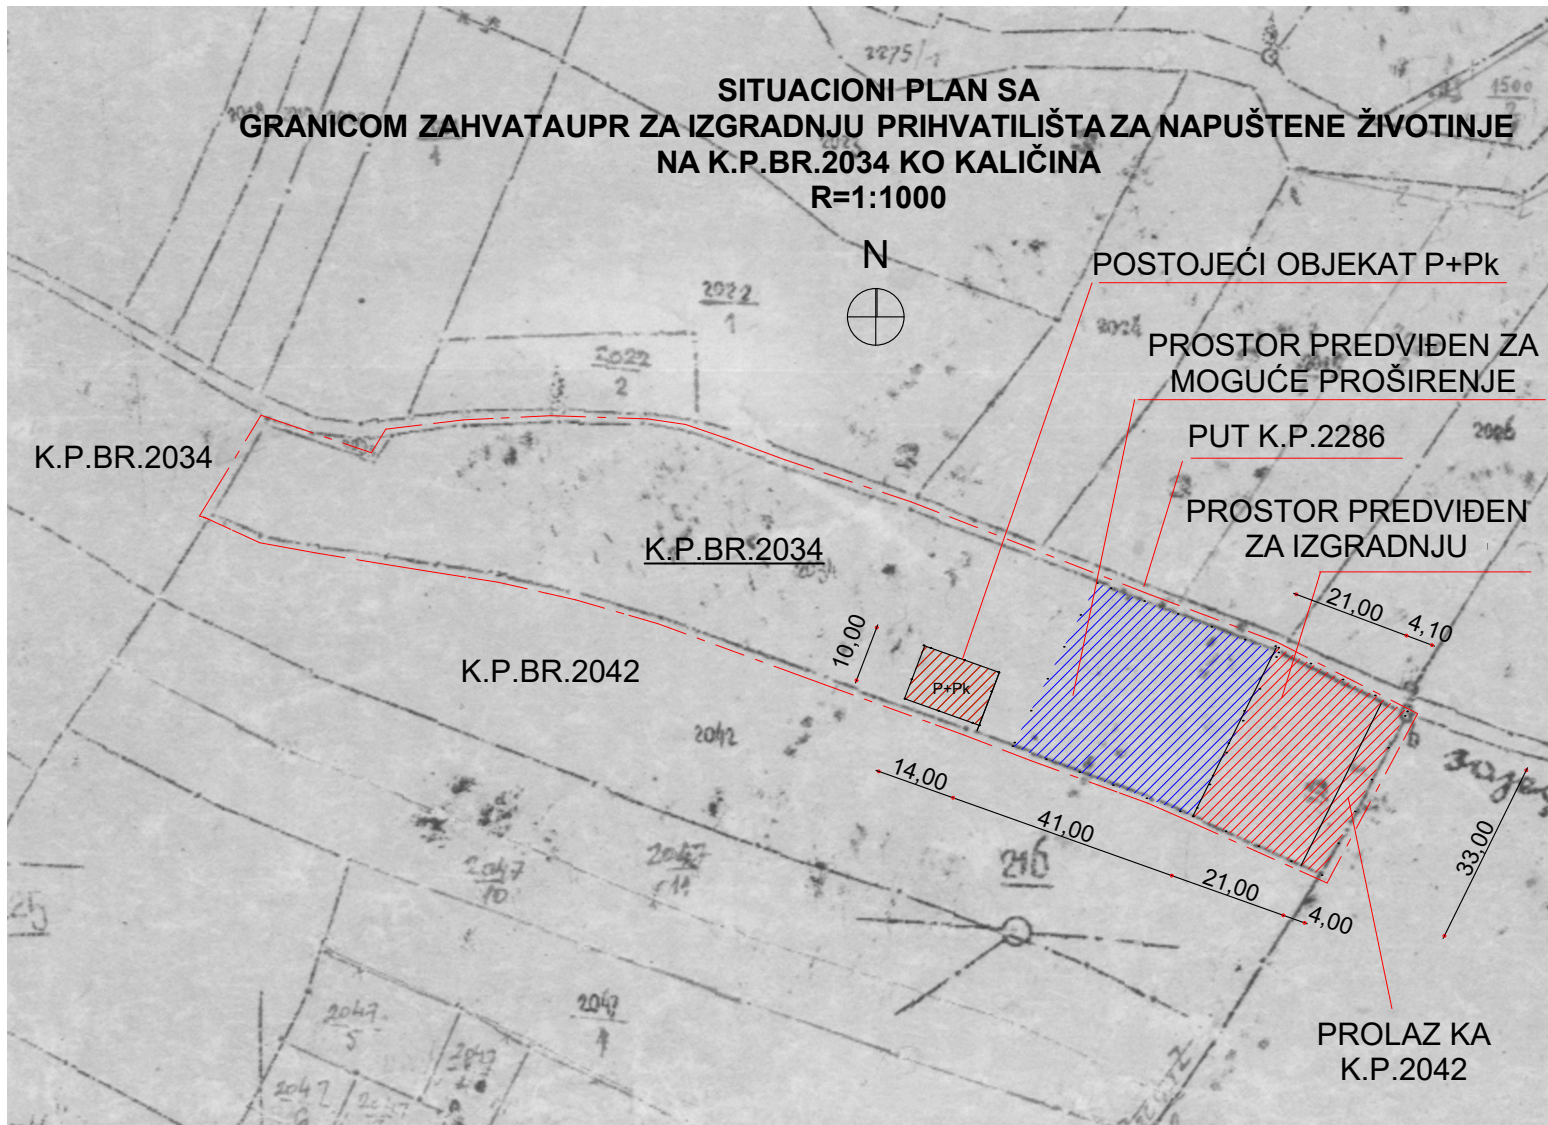 2275/1
1500
SITUACIONI PLAN SA
GRANICOM ZAHVATAUPR ZA IZGRADNJU PRIHVATILIŠTA ZA NAPUŠTENE ŽIVOTINJE
NA K.P.BR.2034 KO KALIČINA
R=1:1000
N
POSTOJEĆI OBJEKAT P+Pk
2022
1
2024
PROSTOR PREDVIĐEN ZA
MOGUĆE PROŠIRENJE
2022
2
PUT K.P.2286
2026
K.P.BR.2034
PROSTOR PREDVIĐEN
ZA IZGRADNJU
K.P.BR.2034
21,00
4,10
10,00
K.P.BR.2042
P+Pk
2042
14,00
41,00
33,00
216
2047
10
2047
11
21,00
4,00
2047
5
2047
1
PROLAZ KA
K.P.2042
2047